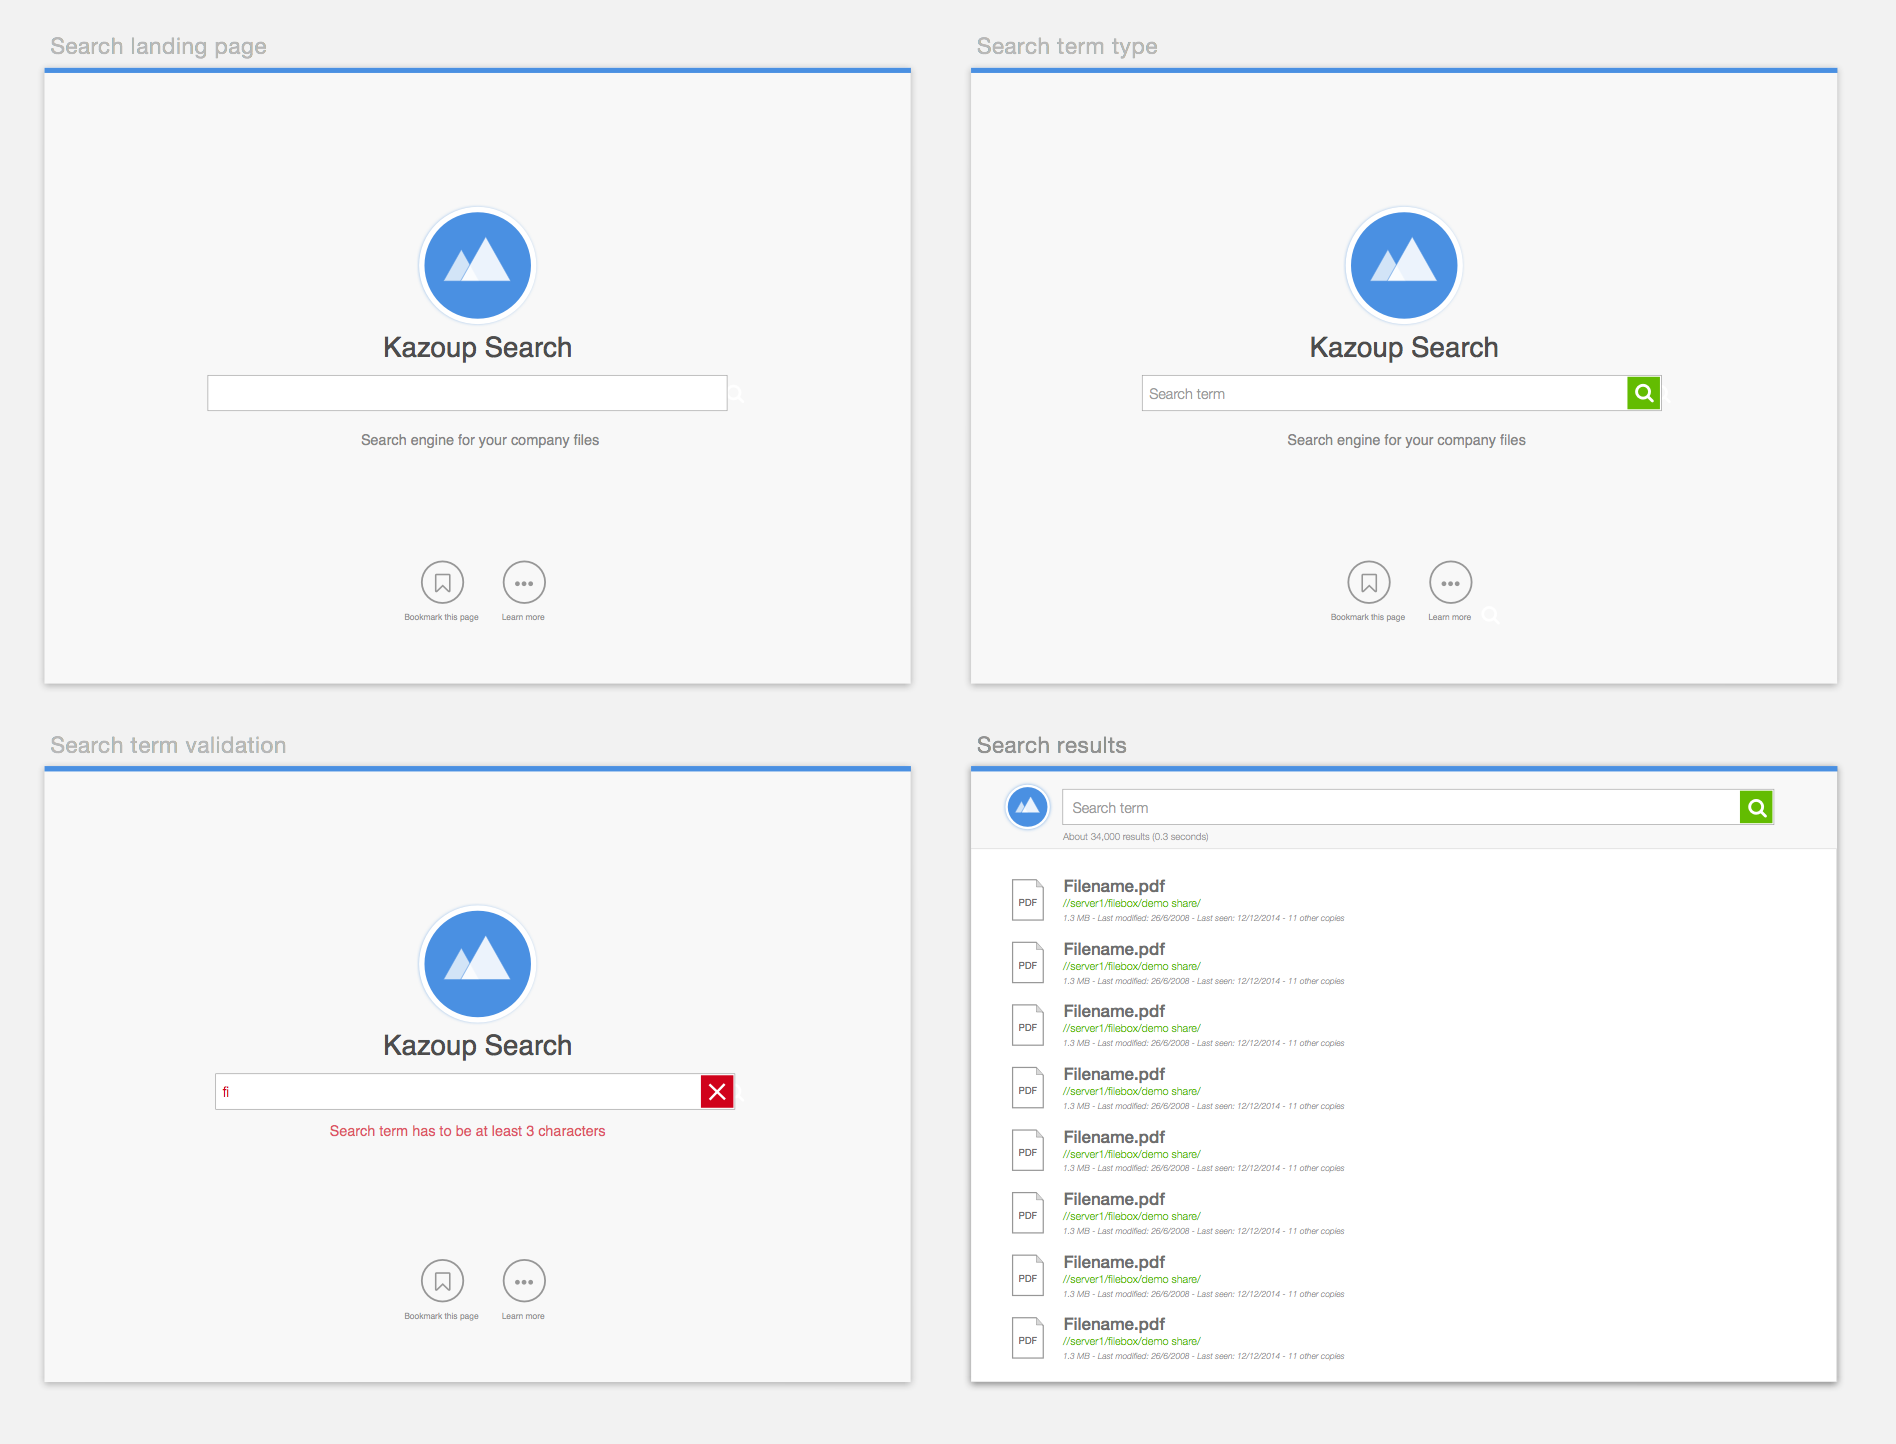 Search landing page
Kazoup Search
Search engine for your company files
Bookmark this page
Learn more
Search term type
Kazoup Search
Search term
Search engine for your company files
Bookmark this page
Learn more
Search term validation
Kazoup Search
fi
Search term has to be at least 3 characters
Bookmark this page
Learn more
Search results
Search term
About 34,000 results (0.3 seconds)
PDF
Filename.pdf
//server1/filebox/demo share/
1.3 MB - Last modified: 26/6/2008 - Last seen: 12/12/2014 - 11 other copies
PDF
Filename.pdf
//server1/filebox/demo share/
1.3 MB - Last modified: 26/6/2008 - Last seen: 12/12/2014 - 11 other copies
PDF
Filename.pdf
//server1/filebox/demo share/
1.3 MB - Last modified: 26/6/2008 - Last seen: 12/12/2014 - 11 other copies
PDF
Filename.pdf
//server1/filebox/demo share/
1.3 MB - Last modified: 26/6/2008 - Last seen: 12/12/2014 - 11 other copies
PDF
Filename.pdf
//server1/filebox/demo share/
1.3 MB - Last modified: 26/6/2008 - Last seen: 12/12/2014 - 11 other copies
PDF
Filename.pdf
//server1/filebox/demo share/
1.3 MB - Last modified: 26/6/2008 - Last seen: 12/12/2014 - 11 other copies
PDF
Filename.pdf
//server1/filebox/demo share/
1.3 MB - Last modified: 26/6/2008 - Last seen: 12/12/2014 - 11 other copies
PDF
Filename.pdf
//server1/filebox/demo share/
1.3 MB - Last modified: 26/6/2008 - Last seen: 12/12/2014 - 11 other copies